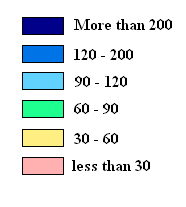 More than 200
120 - 200
90 - 120
60 - 90
30 - 60
less than 30